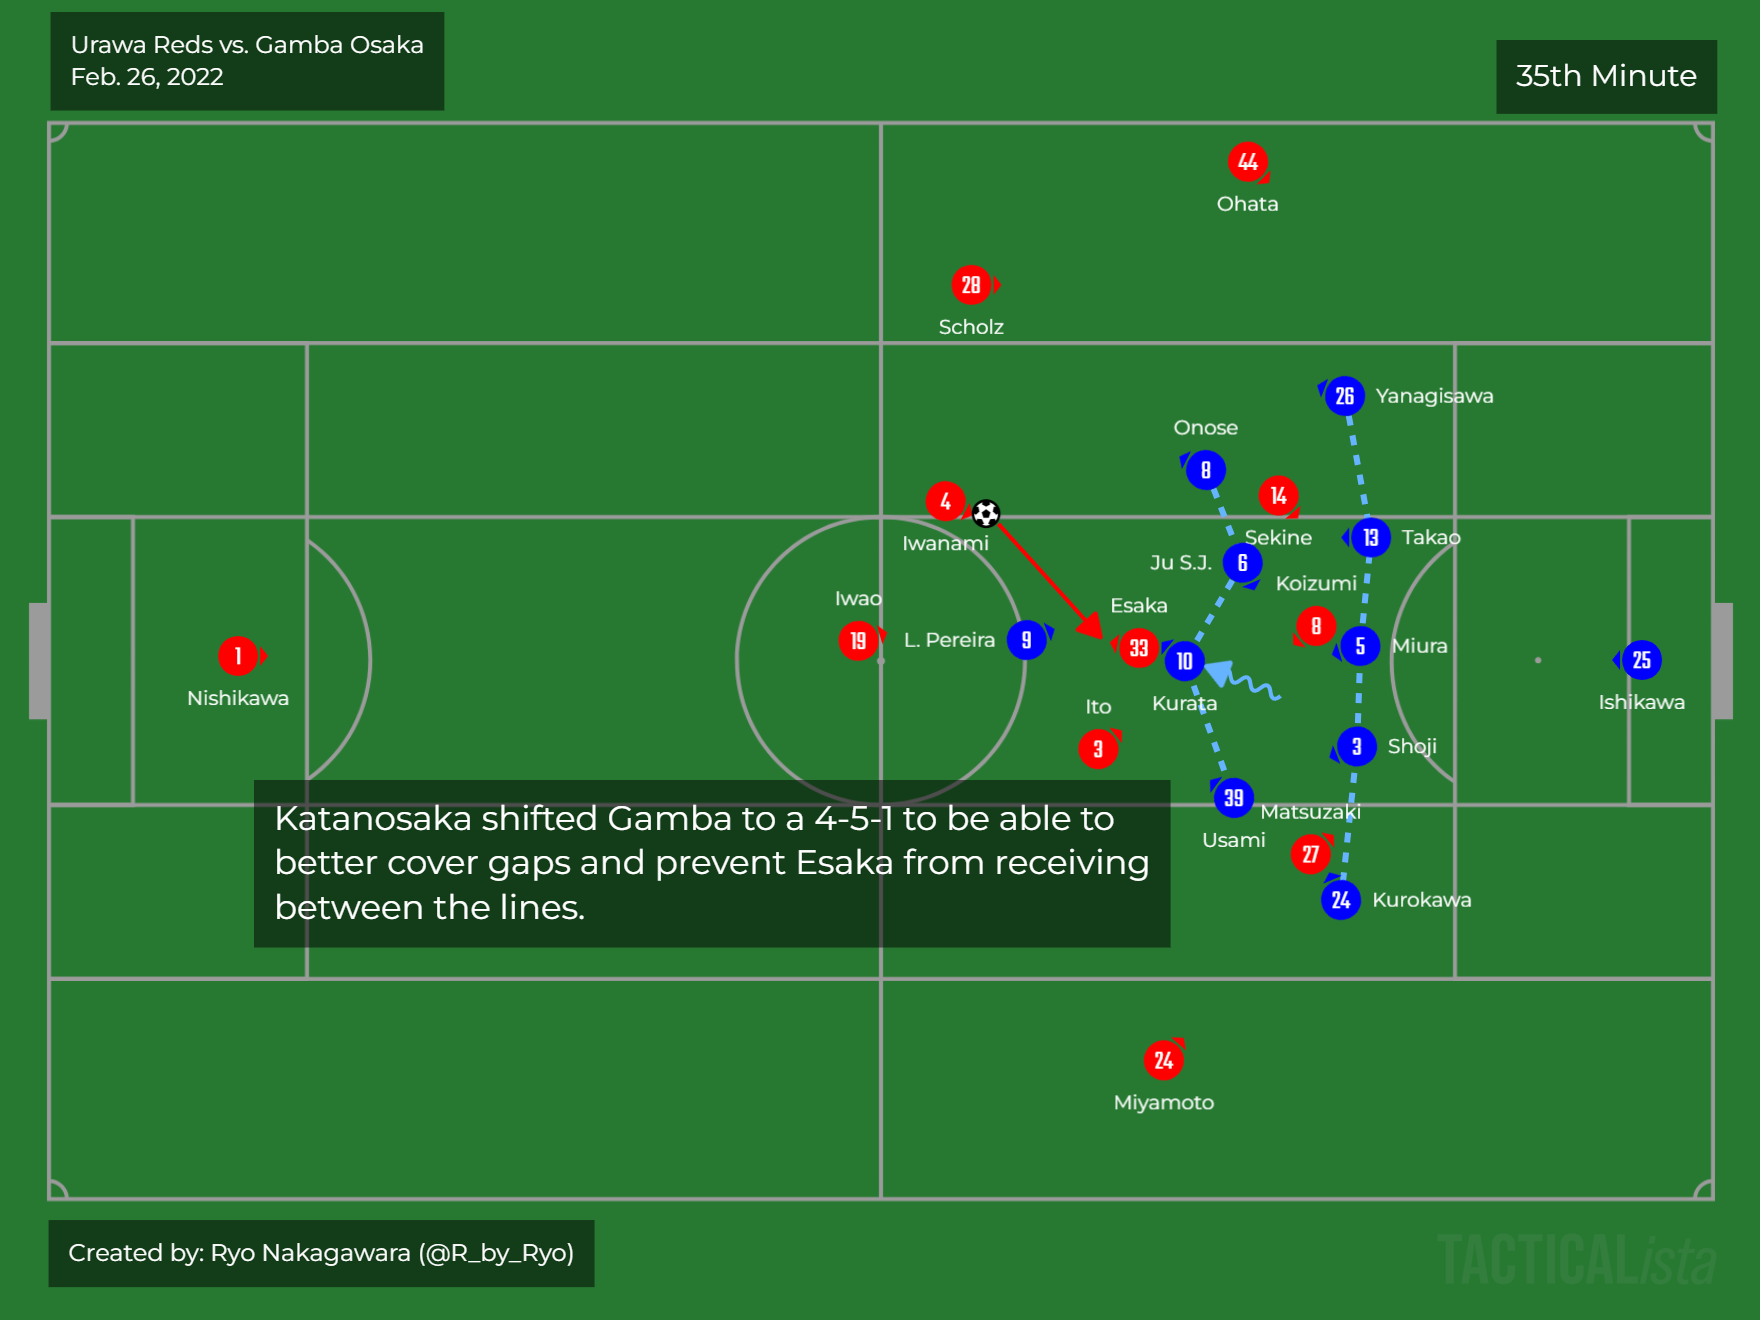 Urawa Reds vs. Gamba Osaka
Feb. 26, 2022
35th Minute
44
Ohata
28
Scholz
26 Yanagisawa
Onose
8
4
Iwanami
14
Sekine
13 Takao
Ju S.J. 6
Koizumi
8
Iwao
19
L. Pereira 9
Esaka
33
10
Kurata
5 Miura
1
Nishikawa
25
Ishikawa
Ito
3
3 Shoji
39
Usami
Matsuzaki
27
24 Kurokawa
Katanosaka shifted Gamba to a 4-5-1 to be able to
better cover gaps and prevent Esaka from receiving
between the lines.
24
Miyamoto
Created by: Ryo Nakagawara (@R_by_Ryo)
TACTICALista